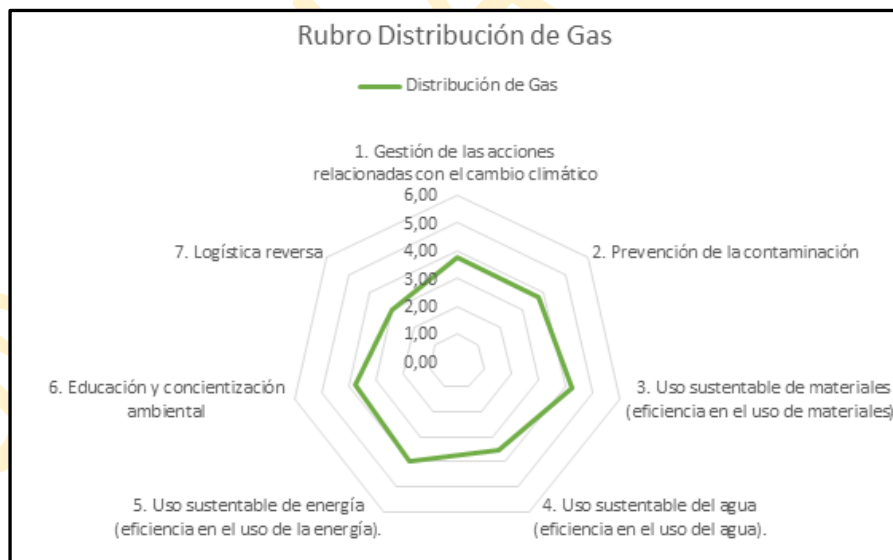 Rubro Distribución de Gas
Distribución de Gas
1. Gestión de las acciones
relacionadas con el cambio climático
6,00
5,00
4,00
3,00
2,00
1,00
0,00
7. Logística reversa
2. Prevención de la contaminación
6. Educación y concientización
ambiental
3. Uso sustentable de materiales
(eficiencia en el uso de materiales)
5. Uso sustentable de energía
(eficiencia en el uso de la energía).
4. Uso sustentable del agua
(eficiencia en el uso del agua).